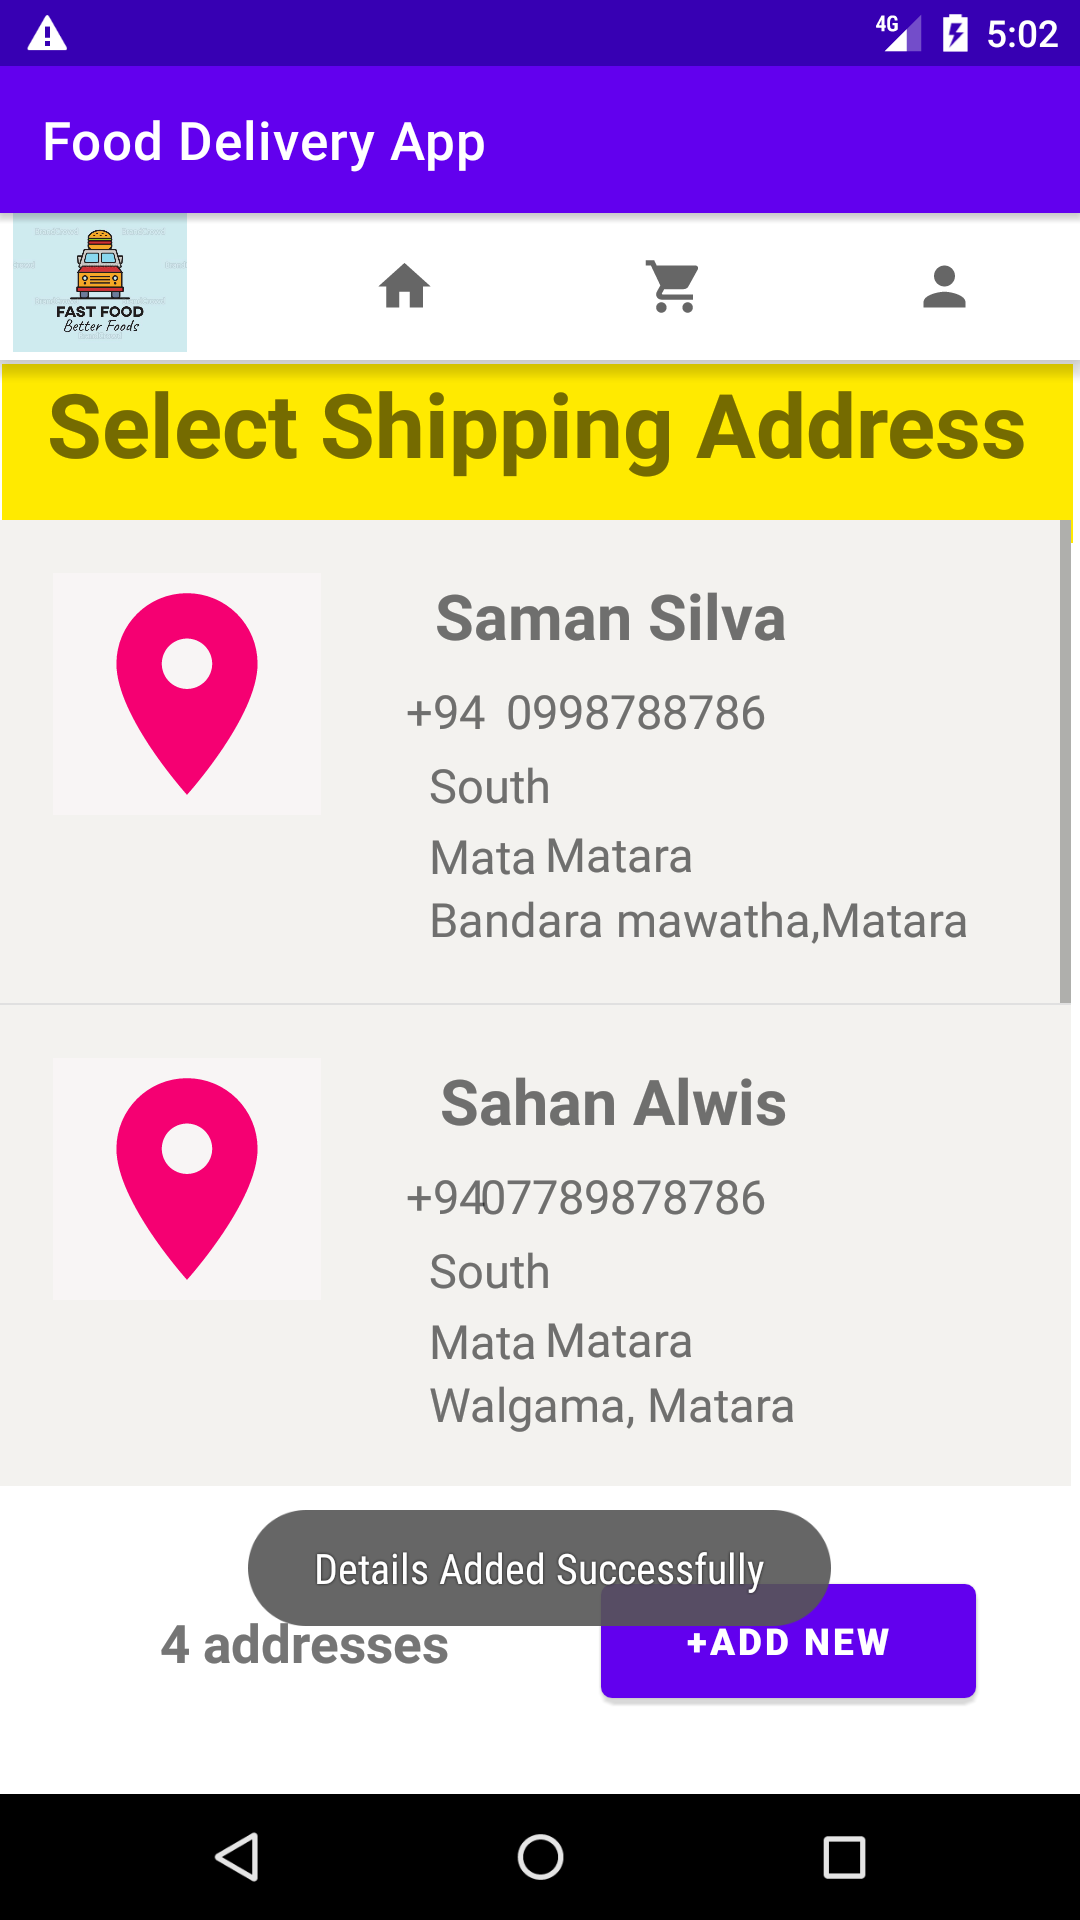 4G 5:02
Food Delivery App
FAST FOOD
Better Foods
Select Shipping Address
Saman Silva
+94 0998788786
South
Mata Matara
Bandara mawatha,Matara
Sahan Alwis
+9407789878786
South
Mata Matara
Walgama, Matara
Details Added Successfully
4 addresses
+ADD NEW